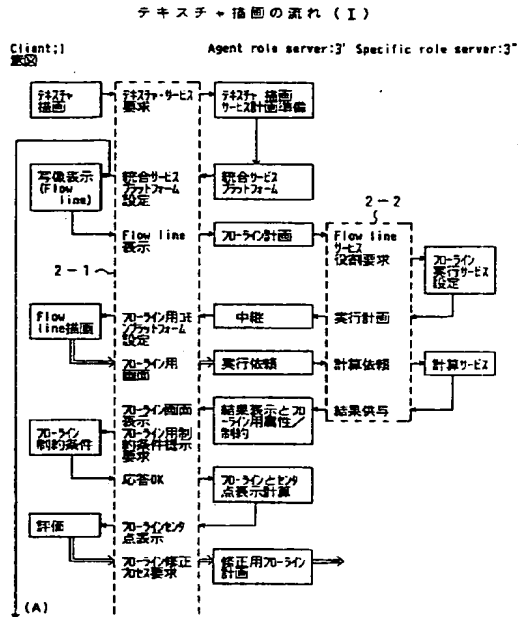 テキスチャ描画の流れ (I)
Client:1
意図
Agent role server:3' Specific role server:3"
テキスチャ
描画
テキスチャ・サービス
要求
テキスチャ 描画
サービス計画準備
写像表示
(Flow
line)
統合サービス
プラットフォーム
設定
統合サービス
プラットフォーム
2-2
Flow line
表示
フローライン計画
Flow line
サービス
役割要求
フローライン
実行サービス
設定
2-1
Flow
line描画
フローライン用コモ
ンプラットフォーム
設定
中継
実行計画
フローライン用
画面
実行依頼
計算依頼
計算サービス
フローライン画面
表示
フローライン用制
約条件提示
要求
結果表示とフロ
ーライン用属性/
制約
結果供与
フローライン
制約条件
応答OK
フローラインとセンタ
点表示計算
評価
フローラインセンタ
点表示
フローライン修正
プロセス要求
修正用フローライン
計画
(A)